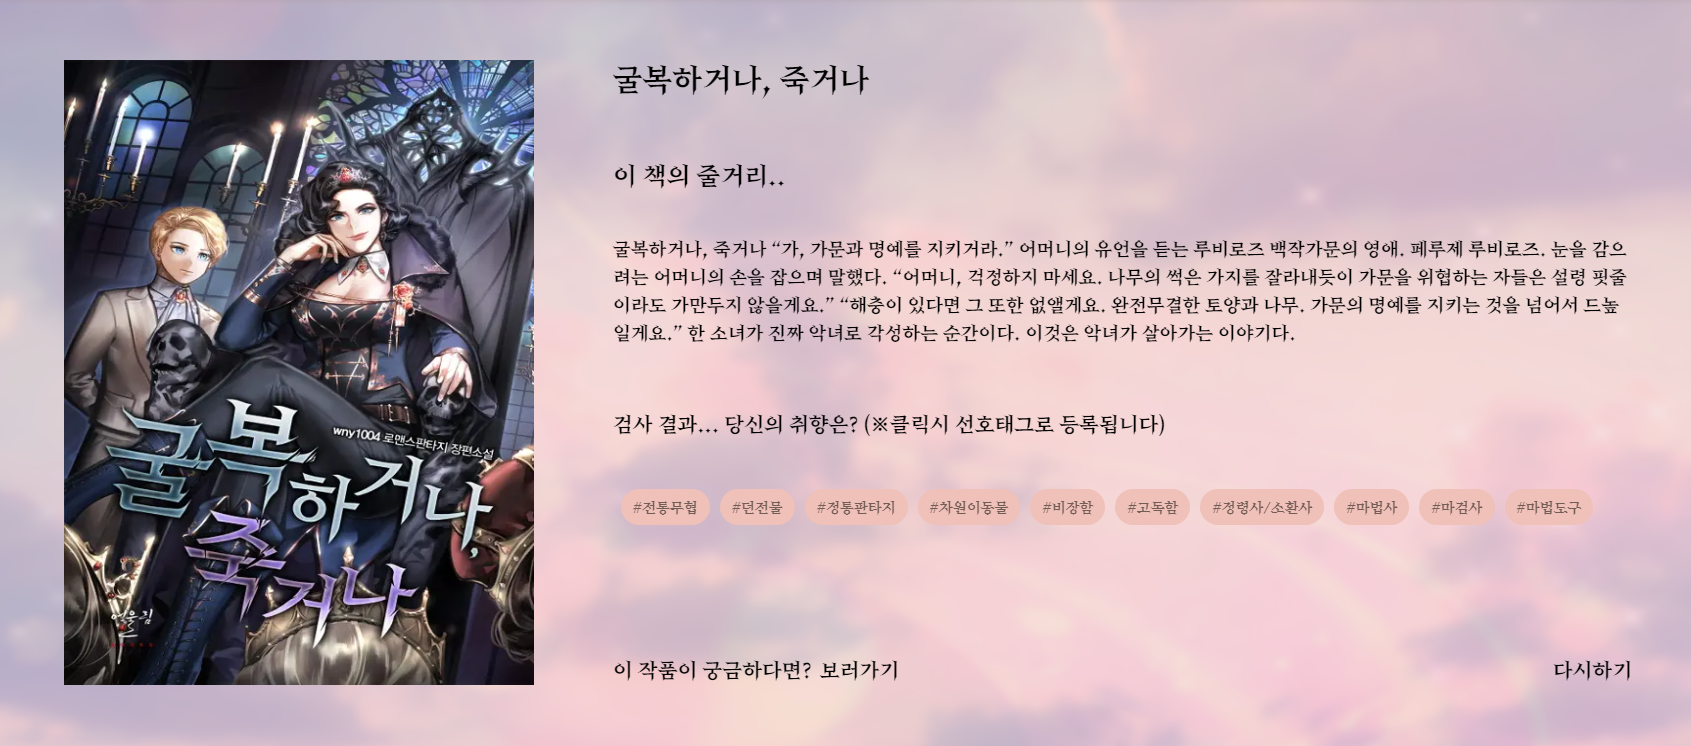 굴복하거나, 죽거나
이 책의 줄거리..
굴복하거나, 죽거나 “가, 가문과 명예를 지키거라.” 어머니의 유언을 듣는 루비로즈 백작가문의 영애. 페루제 루비로즈. 눈을 감으
려는 어머니의 손을 잡으며 말했다. “어머니, 걱정하지 마세요. 나무의 썩은 가지를 잘라내듯이 가문을 위협하는 자들은 설령 핏줄
이라도 가만두지 않을게요.” “해충이 있다면 그 또한 없앨게요. 완전무결한 토양과 나무. 가문의 명예를 지키는 것을 넘어서 드높
일게요.” 한 소녀가 진짜 악녀로 각성하는 순간이다. 이것은 악녀가 살아가는 이야기다.
검사 결과... 당신의 취향은? (※클릭시 선호태그로 등록됩니다)
#전통무협 #던전물 #정통판타지 #차원이동물 #비장함 #고독함 #정령사/소환사 #마법사 #마검사 #마법도구
이 작품이 궁금하다면? 보러가기
다시하기
wny1004 로맨스판타지 장편소설
굴복
하거나,
죽거나